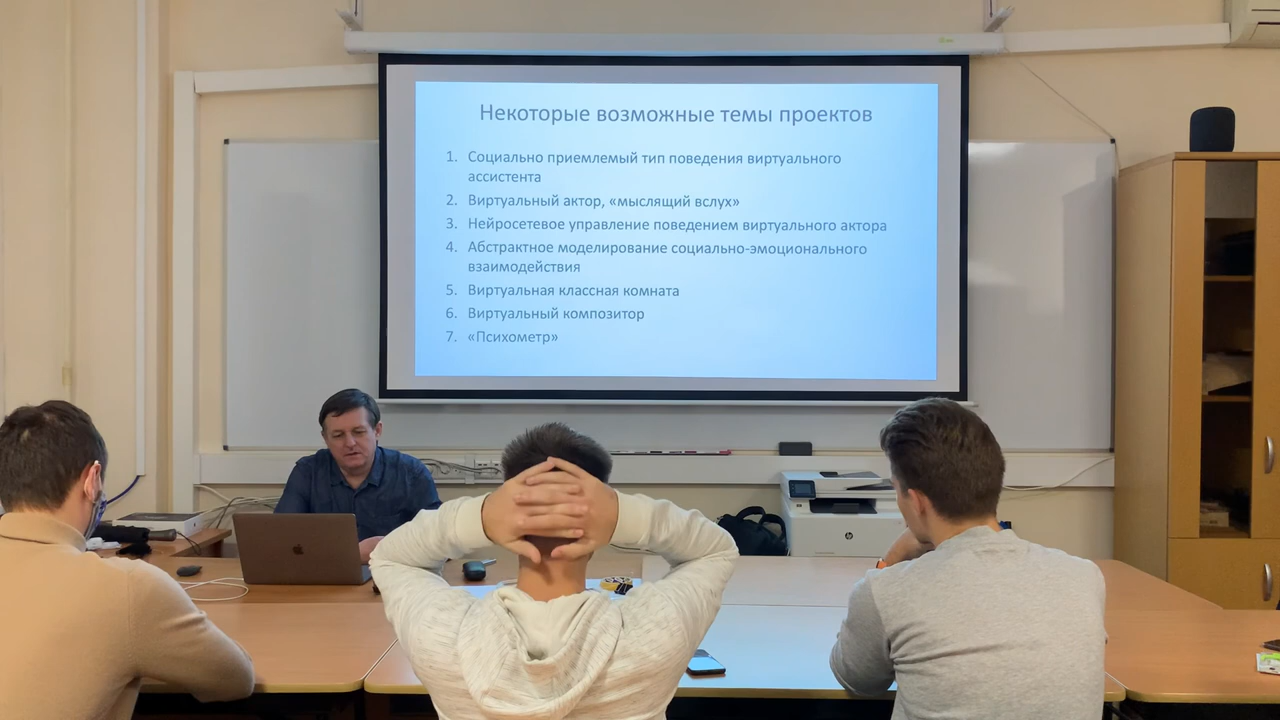 Некоторые возможные темы проектов
1. Социально приемлемый тип поведения виртуального
ассистента
2. Виртуальный актор, «мыслящий вслух»
3. Нейросетевое управление поведением виртуального актора
4. Абстрактное моделирование социально-эмоционального
взаимодействия
5. Виртуальная классная комната
6. Виртуальный композитор
7. «Психометр»
hp